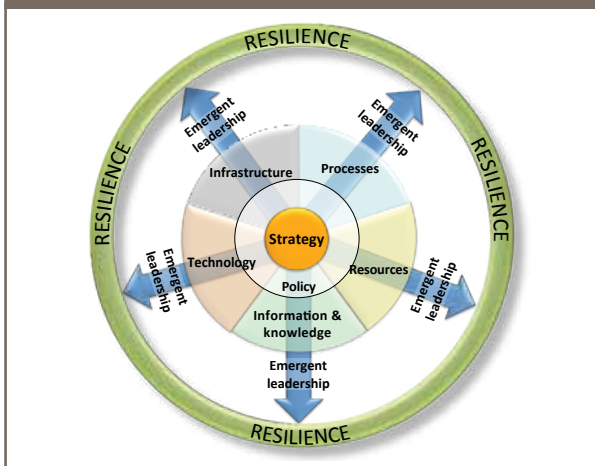 RESILIENCE
Emergent
leadership
Emergent
leadership
RESILIENCE
RESILIENCE
Infrastructure
Processes
Strategy
Technology
Resources
Emergent
leadership
Emergent
leadership
Policy
Information &
knowledge
Emergent
leadership
RESILIENCE